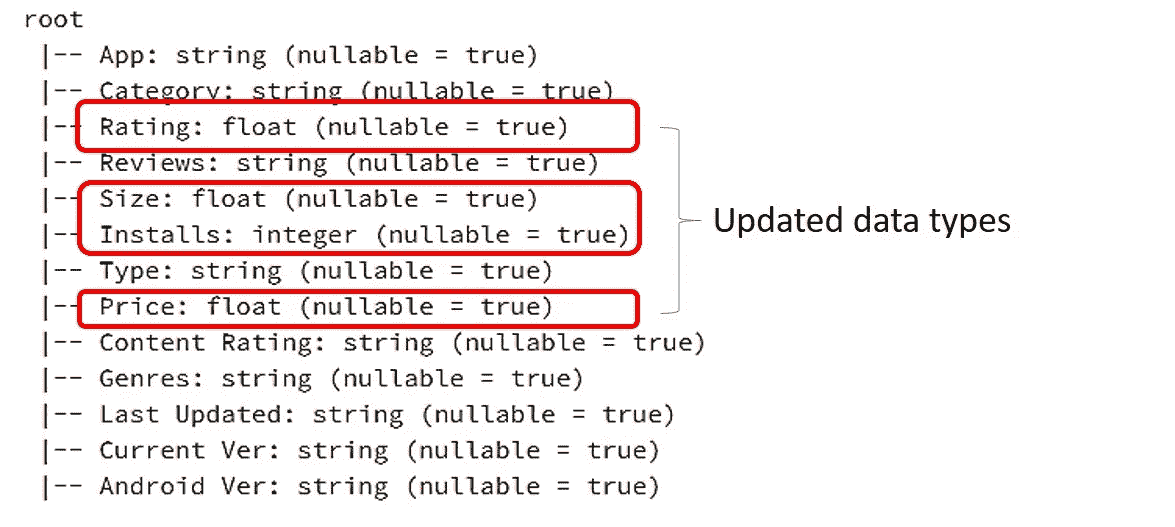 root
|-- App: string (nullable = true)
|-- Category: string (nullable = true)
|-- Rating: float (nullable = true)
|-- Reviews: string (nullable = true)
|-- Size: float (nullable = true)
|-- Installs: integer (nullable = true)
|-- Type: string (nullable = true)
|-- Price: float (nullable = true)
|-- Content Rating: string (nullable = true)
|-- Genres: string (nullable = true)
|-- Last Updated: string (nullable = true)
|-- Current Ver: string (nullable = true)
|-- Android Ver: string (nullable = true)
Updated data types